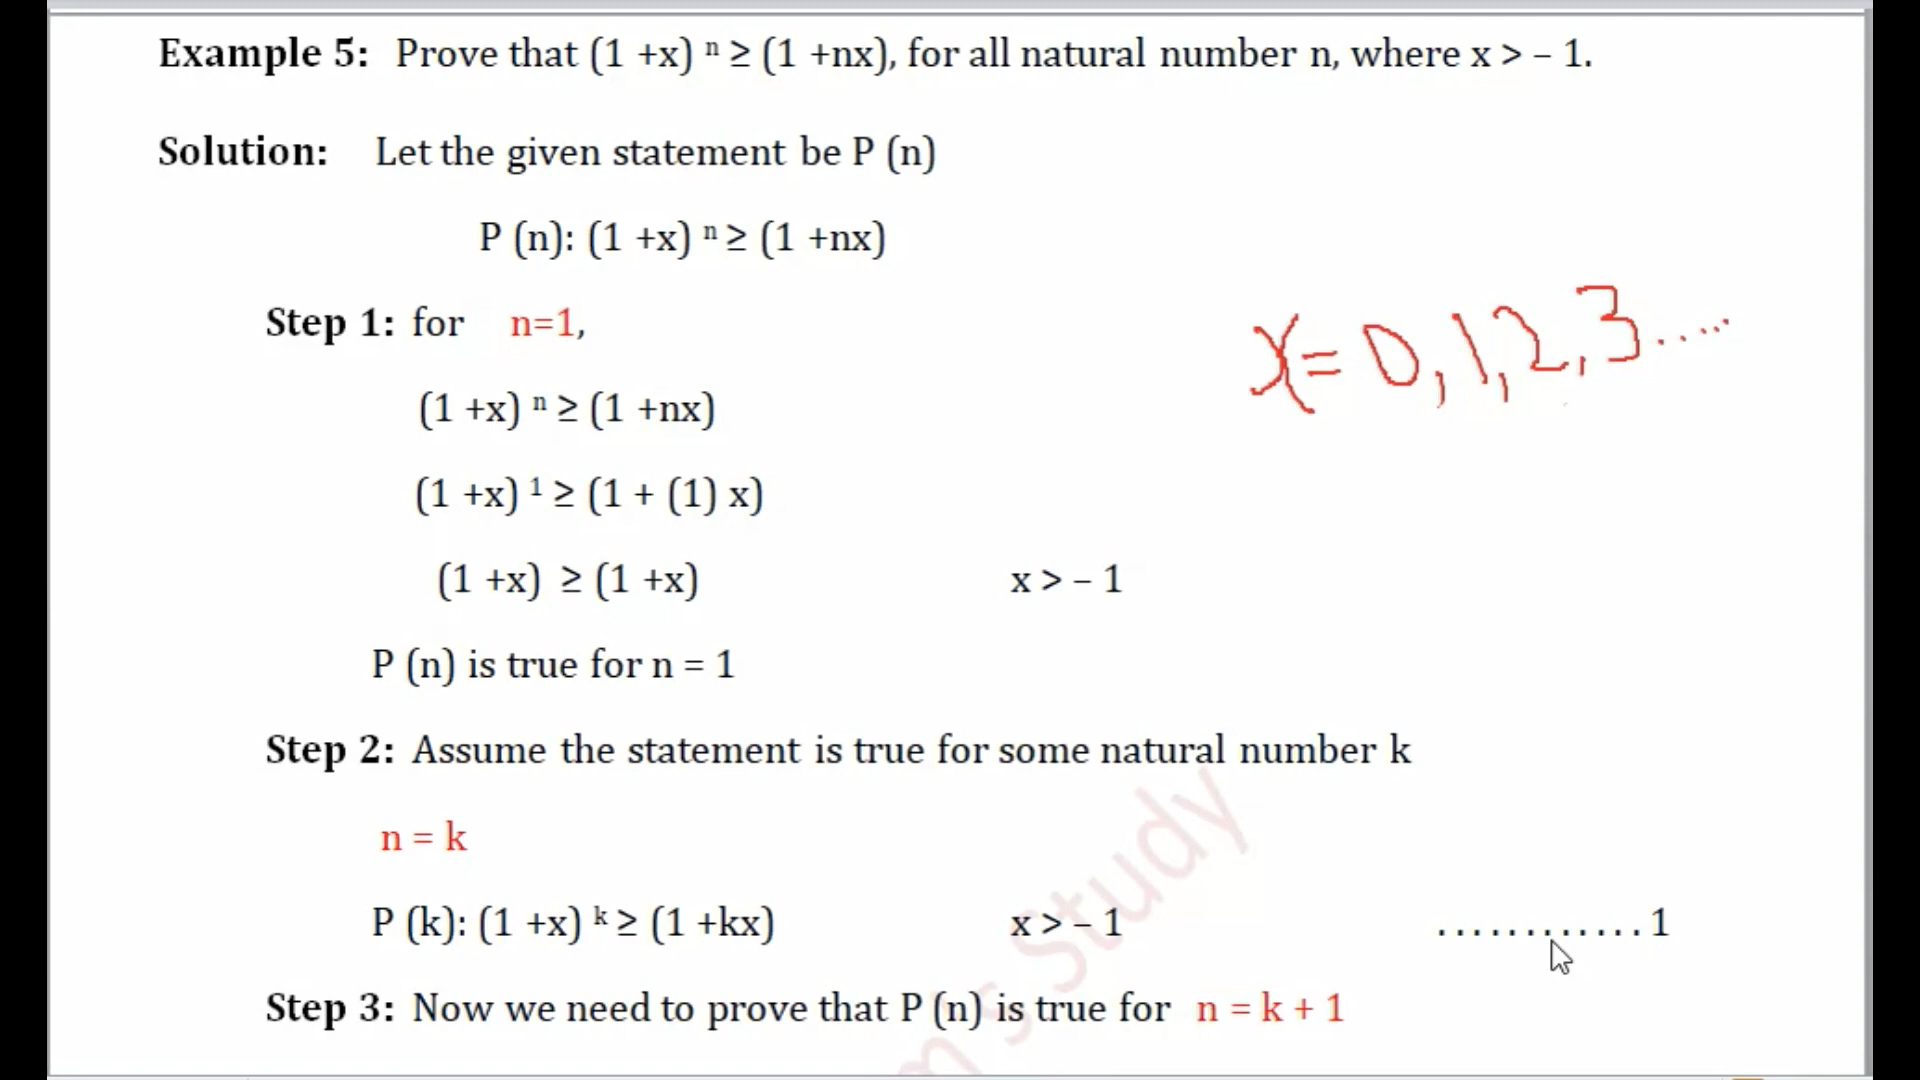 Example 5: Prove that (1 +x) ⁿ ≥ (1 +nx), for all natural number n, where x > – 1.
Solution: Let the given statement be P (n)
P (n): (1 +x) ⁿ ≥ (1 +nx)
Step 1: for n=1,
x= 0,1,2,3.....
(1 +x) ⁿ ≥ (1 +nx)
(1 +x) ¹ ≥ (1 + (1) x)
(1 +x) ≥ (1 +x) x > – 1
P (n) is true for n = 1
Step 2: Assume the statement is true for some natural number k
n = k
P (k): (1 +x) ᵏ ≥ (1 +kx) x > – 1 ............1
Step 3: Now we need to prove that P (n) is true for n = k + 1
m's Study